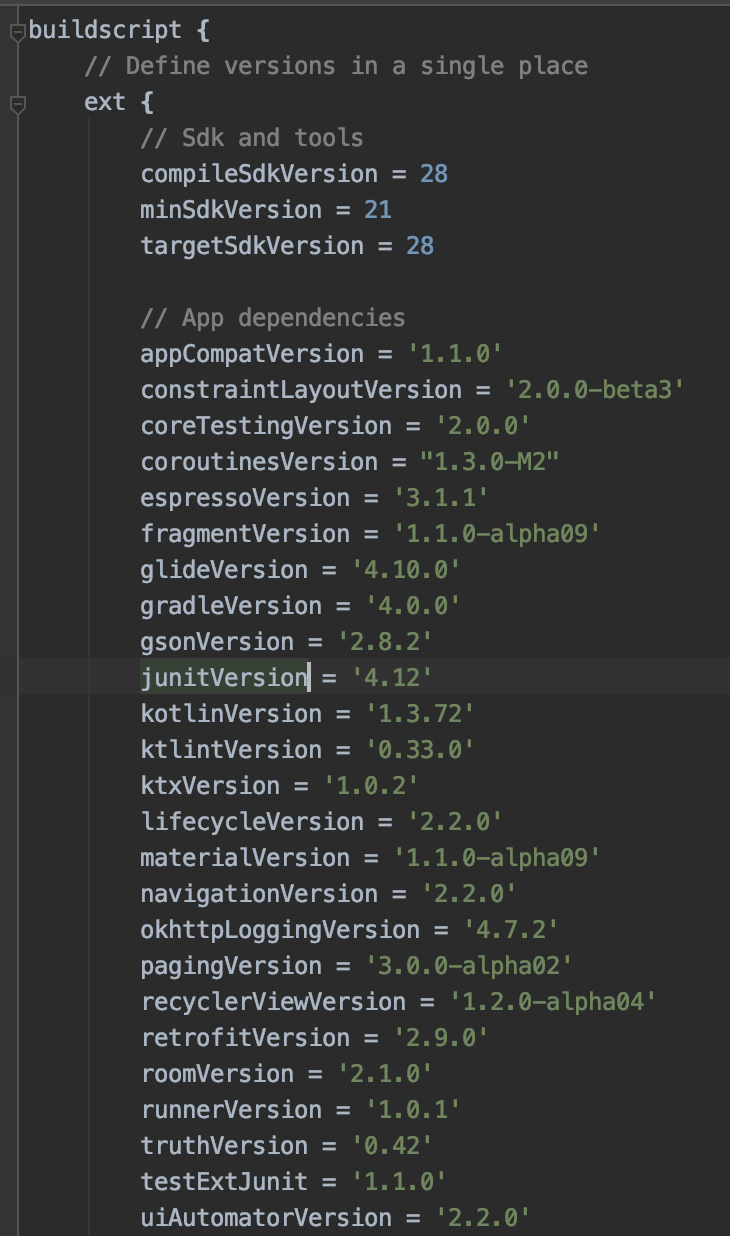 buildscript {
// Define versions in a single place
ext {
// Sdk and tools
compileSdkVersion = 28
minSdkVersion = 21
targetSdkVersion = 28
// App dependencies
appCompatVersion = '1.1.0'
constraintLayoutVersion = '2.0.0-beta3'
coreTestingVersion = '2.0.0'
coroutinesVersion = "1.3.0-M2"
espressoVersion = '3.1.1'
fragmentVersion = '1.1.0-alpha09'
glideVersion = '4.10.0'
gradleVersion = '4.0.0'
gsonVersion = '2.8.2'
junitVersion = '4.12'
kotlinVersion = '1.3.72'
ktlintVersion = '0.33.0'
ktxVersion = '1.0.2'
lifecycleVersion = '2.2.0'
materialVersion = '1.1.0-alpha09'
navigationVersion = '2.2.0'
okhttpLoggingVersion = '4.7.2'
pagingVersion = '3.0.0-alpha02'
recyclerViewVersion = '1.2.0-alpha04'
retrofitVersion = '2.9.0'
roomVersion = '2.1.0'
runnerVersion = '1.0.1'
truthVersion = '0.42'
testExtJunit = '1.1.0'
uiAutomatorVersion = '2.2.0'